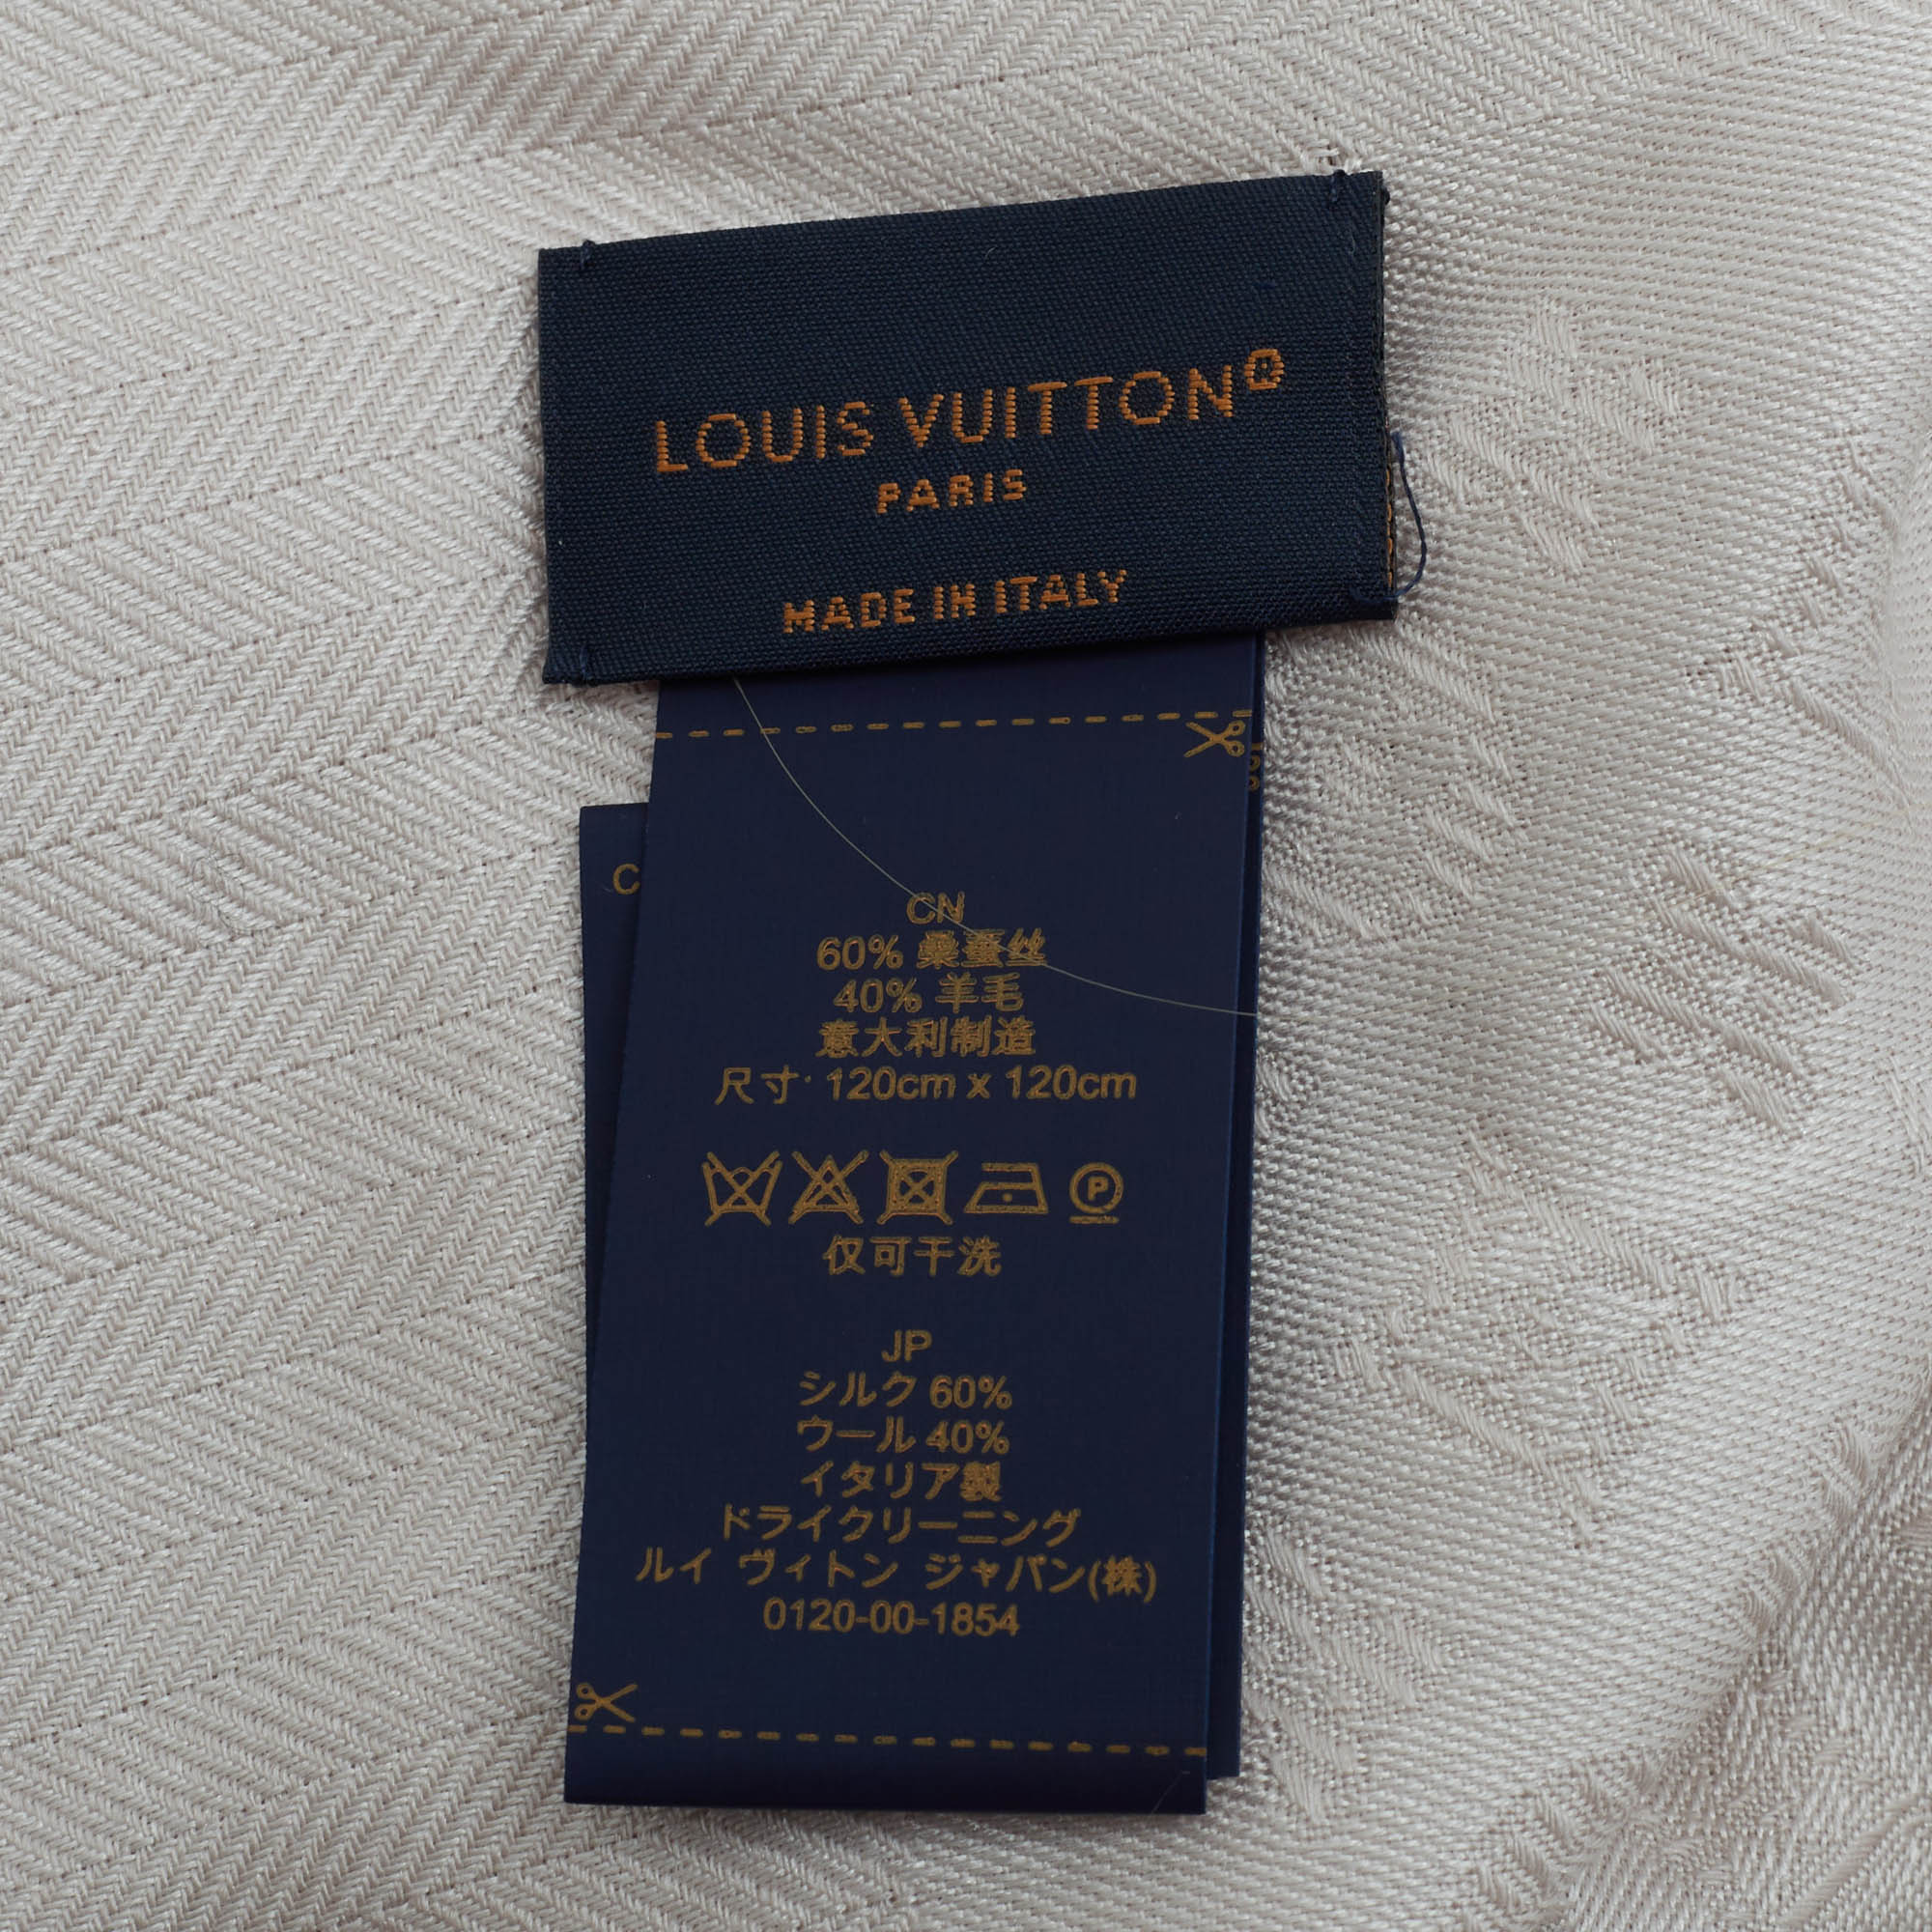 LOUIS VUITTON®
PARIS
MADE IN ITALY
C
CN
60% 桑蚕丝
40% 羊毛
意大利制造
尺寸: 120cm x 120cm
P
仅可干洗
JP
シルク 60%
ウール 40%
イタリア製
ドライクリーニング
ルイ ヴィトン ジャパン(株)
0120-00-1854